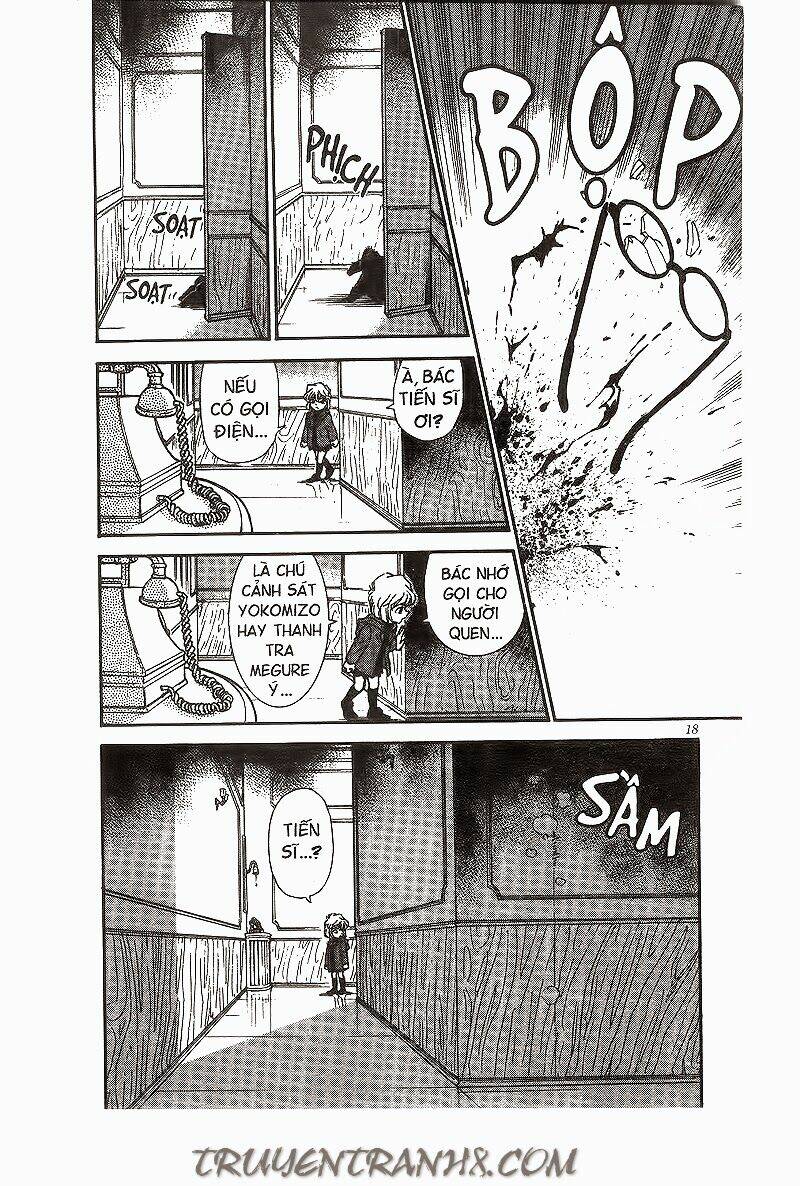 BỘP
PHỊCH
SOẠT
SOẠT..
À, BÁC
TIẾN SĨ
ƠI?
NẾU
CÓ GỌI
ĐIỆN...
BÁC NHỚ
GỌI CHO
NGƯỜI
QUEN...
LÀ CHÚ
CẢNH SÁT
YOKOMIZO
HAY THANH
TRA
MEGURE
Ý...
18
SẦM
TIẾN
SĨ...?
TRUYENTRANH8.COM